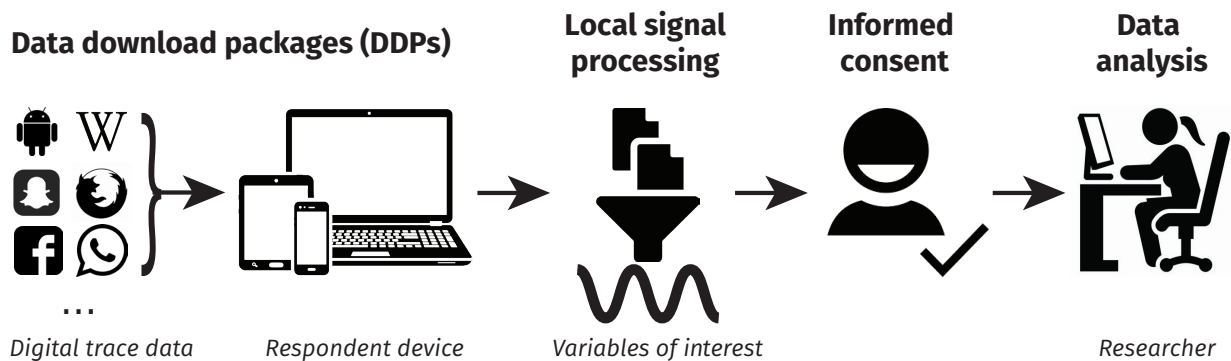 Data download packages (DDPs)
Local signal
processing
Informed
consent
Data
analysis
W
f
...
Digital trace data
Respondent device
Variables of interest
Researcher